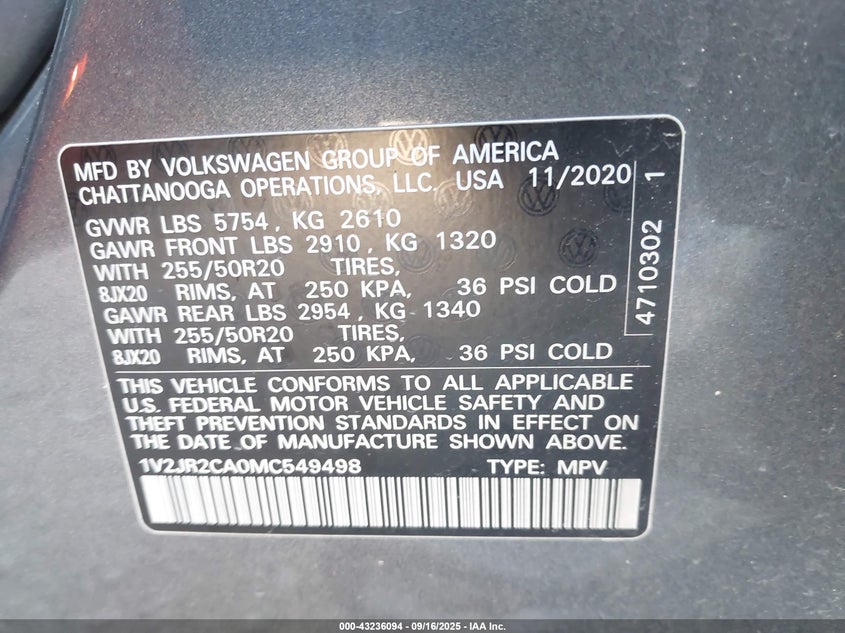 MFD BY VOLKSWAGEN GROUP OF AMERICA
CHATTANOOGA OPERATIONS, LLC, USA 11/2020
GVWR LBS 5754, KG 2610
GAWR FRONT LBS 2910, KG 1320
WITH 255/50R20 TIRES,
8JX20 RIMS, AT 250 KPA, 36 PSI COLD
GAWR REAR LBS 2954, KG 1340
WITH 255/50R20 TIRES,
8JX20 RIMS, AT 250 KPA, 36 PSI COLD
4710302 1
THIS VEHICLE CONFORMS TO ALL APPLICABLE
U.S. FEDERAL MOTOR VEHICLE SAFETY AND
THEFT PREVENTION STANDARDS IN EFFECT ON
THE DATE OF MANUFACTURE SHOWN ABOVE.
1V2JR2CA0MC549498 TYPE: MPV
000-43236094 - 09/16/2025 - IAA Inc.